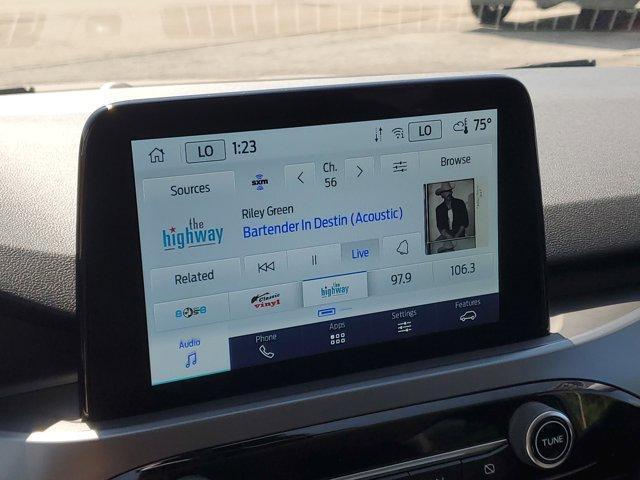 LO 1:23 LO 75°
Sources sxm Ch. 56 Browse
the highway
Riley Green
Bartender In Destin (Acoustic)
Related Live
Classic vinyl
the highway
97.9
106.3
Audio Phone Apps Settings Features
TUNE